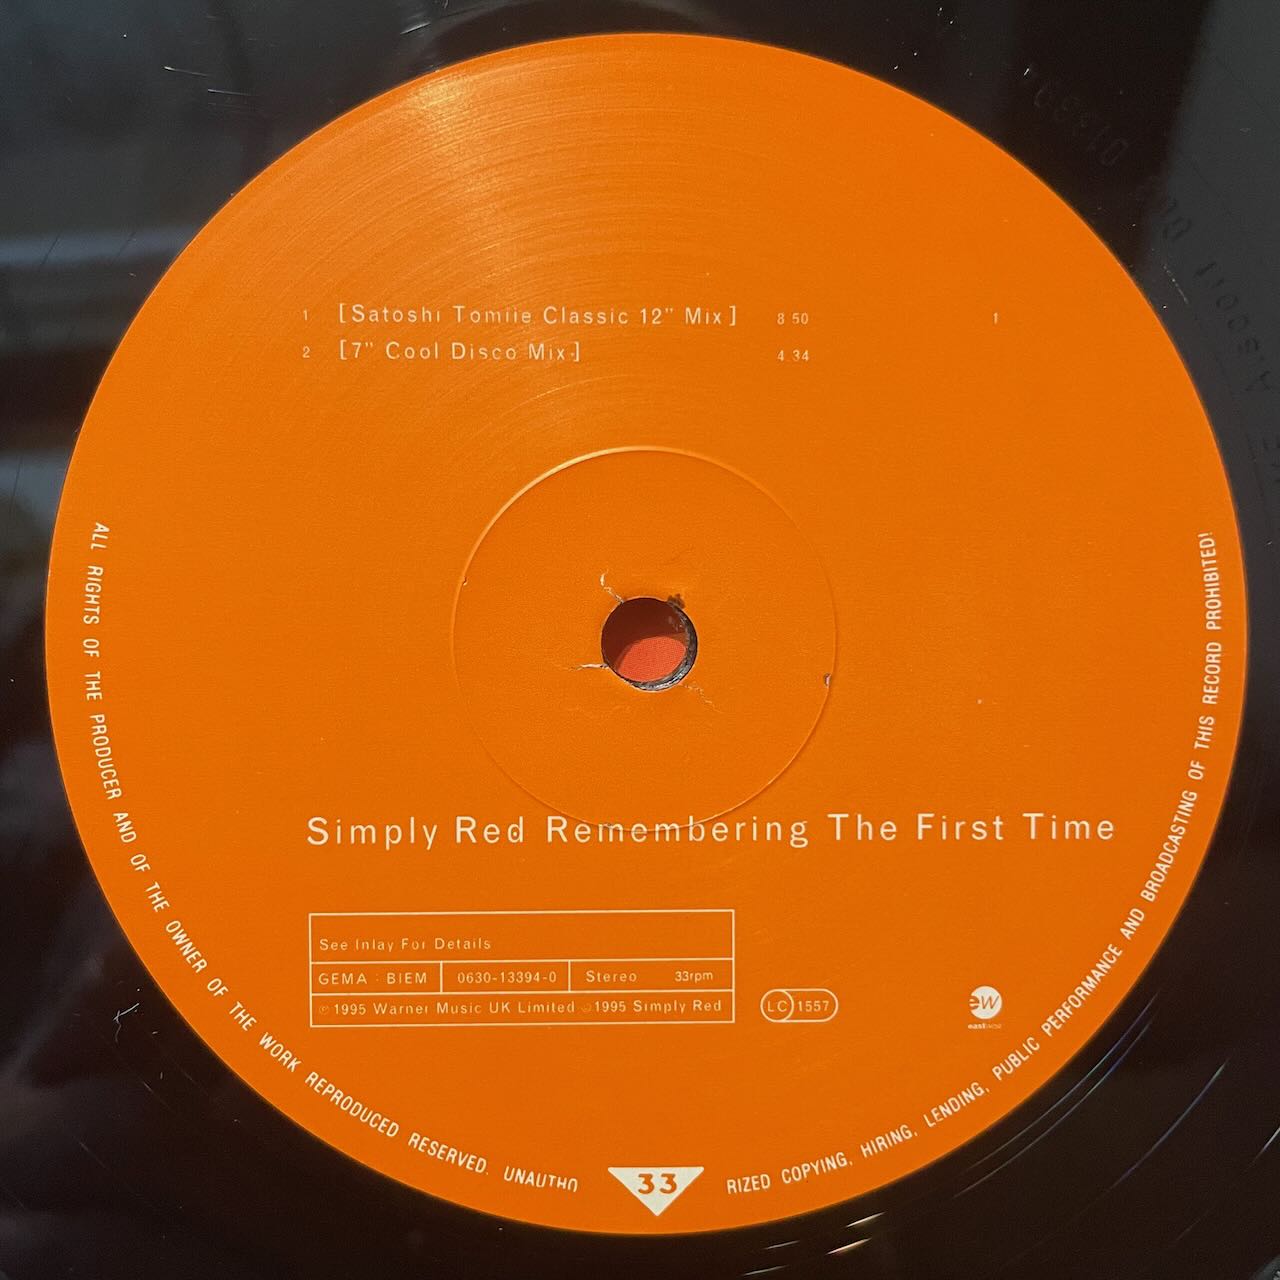 1 [Satoshi Tomiie Classic 12" Mix] 8 50 1
2 [7" Cool Disco Mix] 4.34
Simply Red Remembering The First Time
See Inlay For Details
GEMA : BIEM 0630-13394-0 Stereo 33rpm
℗ 1995 Warner Music UK Limited © 1995 Simply Red
LC 1557
ew
eastwest
ALL RIGHTS OF THE PRODUCER AND OF THE OWNER OF THE WORK REPRODUCED RESERVED. UNAUTHO
33
RIZED COPYING, HIRING, LENDING, PUBLIC PERFORMANCE AND BROADCASTING OF THIS RECORD PROHIBITED!